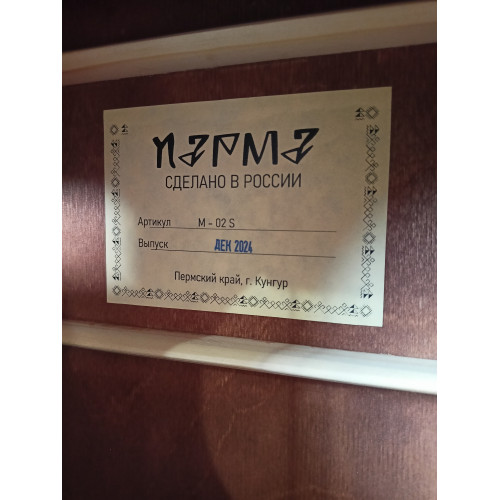 ПАРМА
СДЕЛАНО В РОССИИ
Артикул M - 02 S
Выпуск ДЕК 2024
Пермский край, г. Кунгур